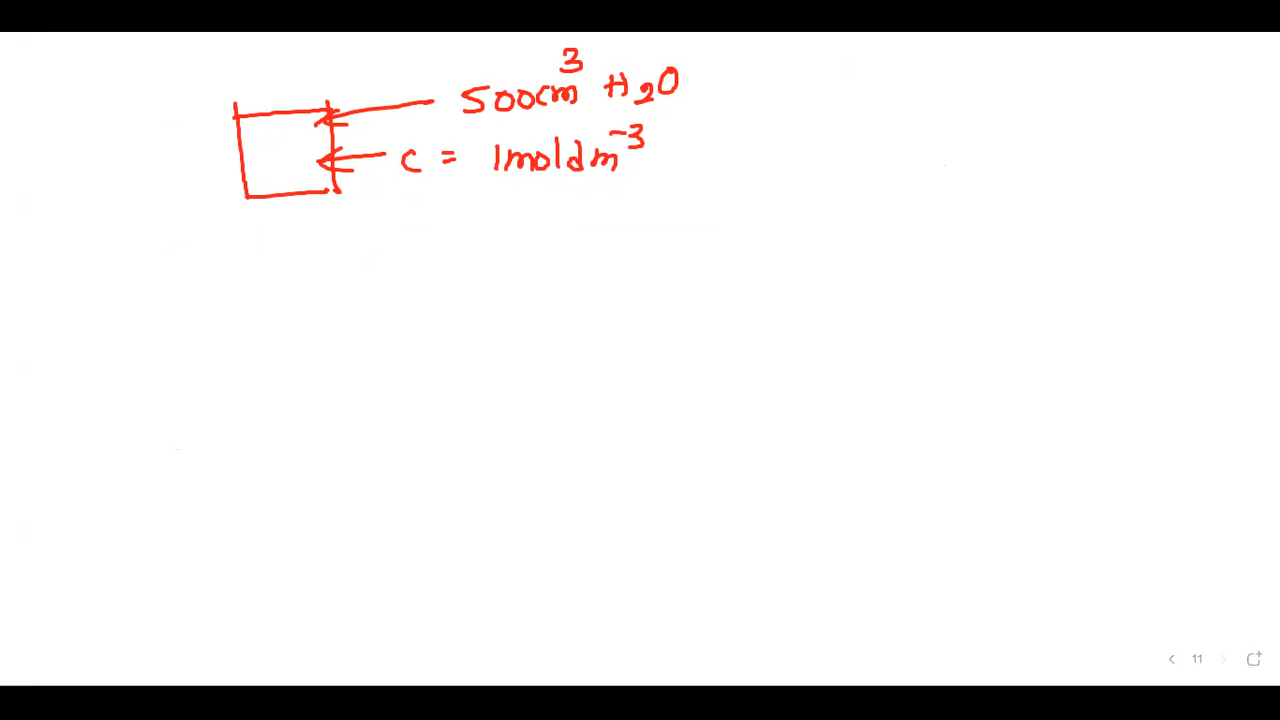 500cm³ H₂O
c = 1moldm⁻³
11